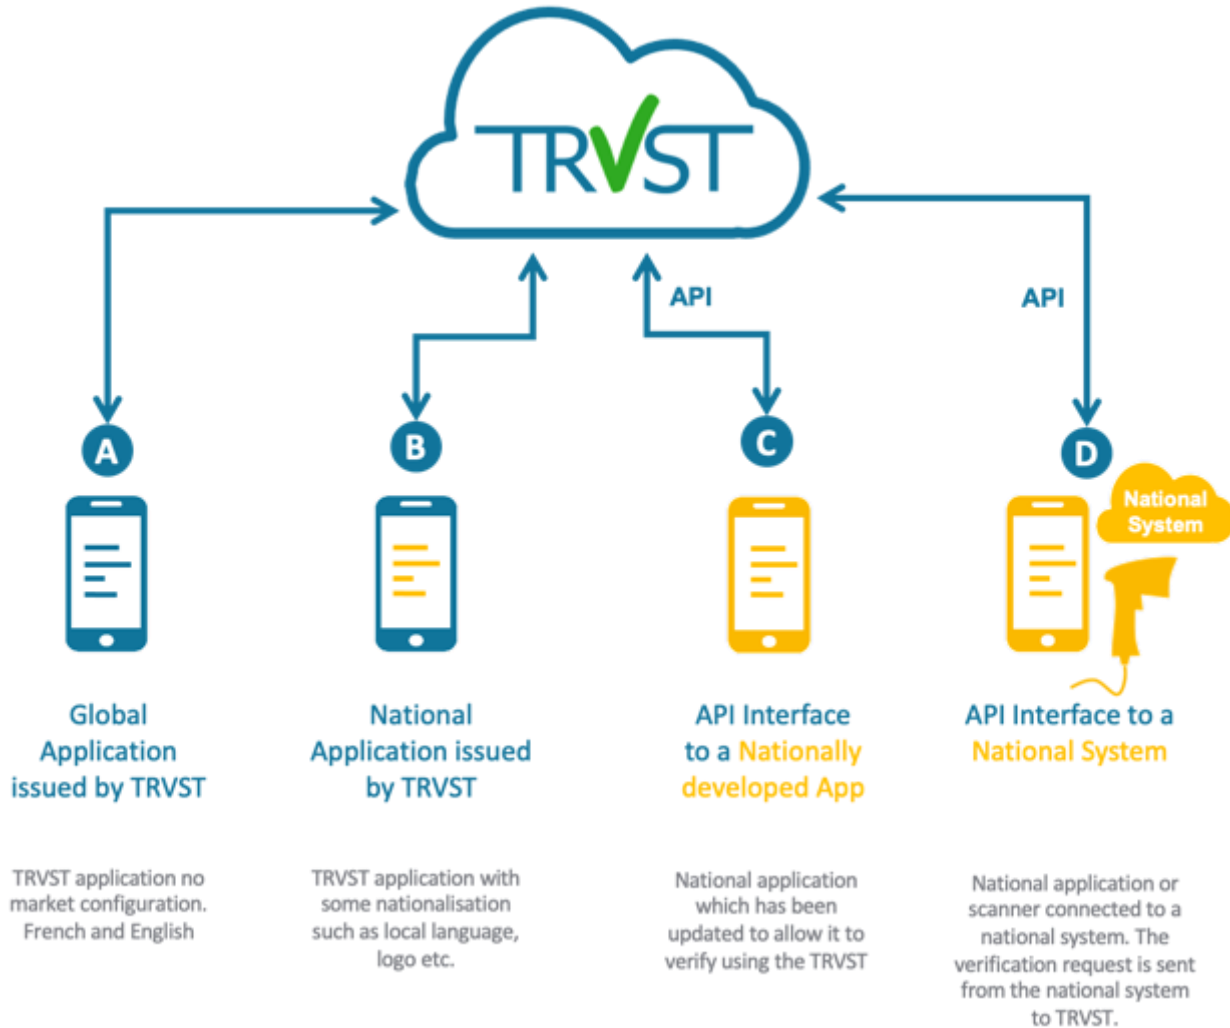 TRVST
API
API
A
B
C
D
National
System
Global
Application
issued by TRVST
National
Application issued
by TRVST
API Interface
to a Nationally
developed App
API Interface to a
National System
TRVST application no
market configuration.
French and English
TRVST application with
some nationalisation
such as local language,
logo etc.
National application
which has been
updated to allow it to
verify using the TRVST
National application or
scanner connected to a
national system. The
verification request is sent
from the national system
to TRVST.